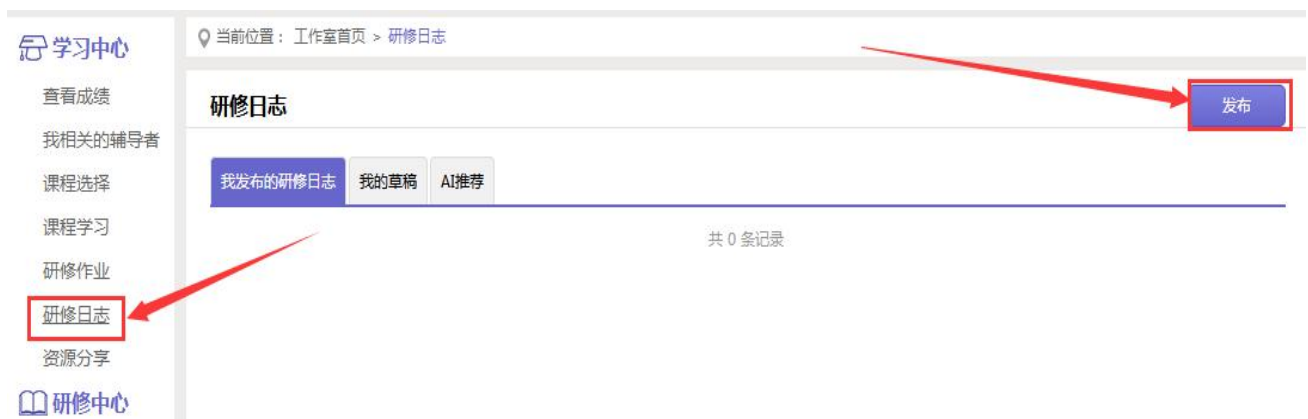 学习中心
查看成绩
我相关的辅导者
课程选择
课程学习
研修作业
研修日志
资源分享
研修中心
当前位置： 工作室首页 > 研修日志
研修日志
发布
我发布的研修日志 我的草稿 AI推荐
共 0 条记录